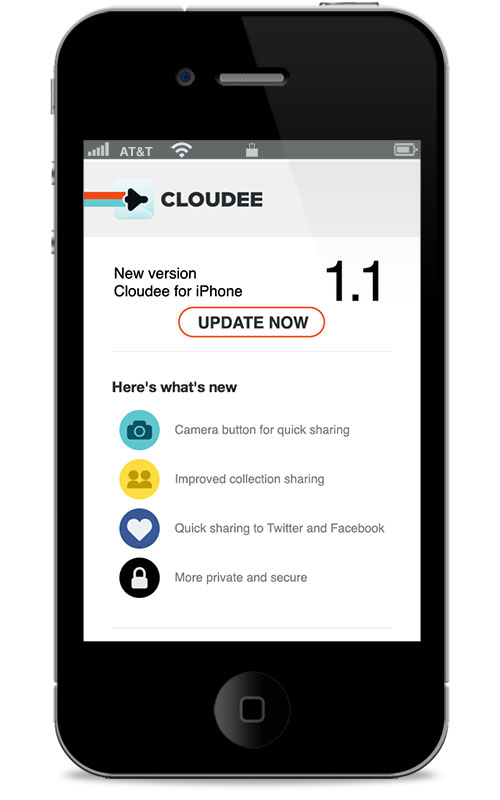 AT&T
CLOUDEE
New version
Cloudee for iPhone
1.1
UPDATE NOW
Here's what's new
Camera button for quick sharing
Improved collection sharing
Quick sharing to Twitter and Facebook
More private and secure